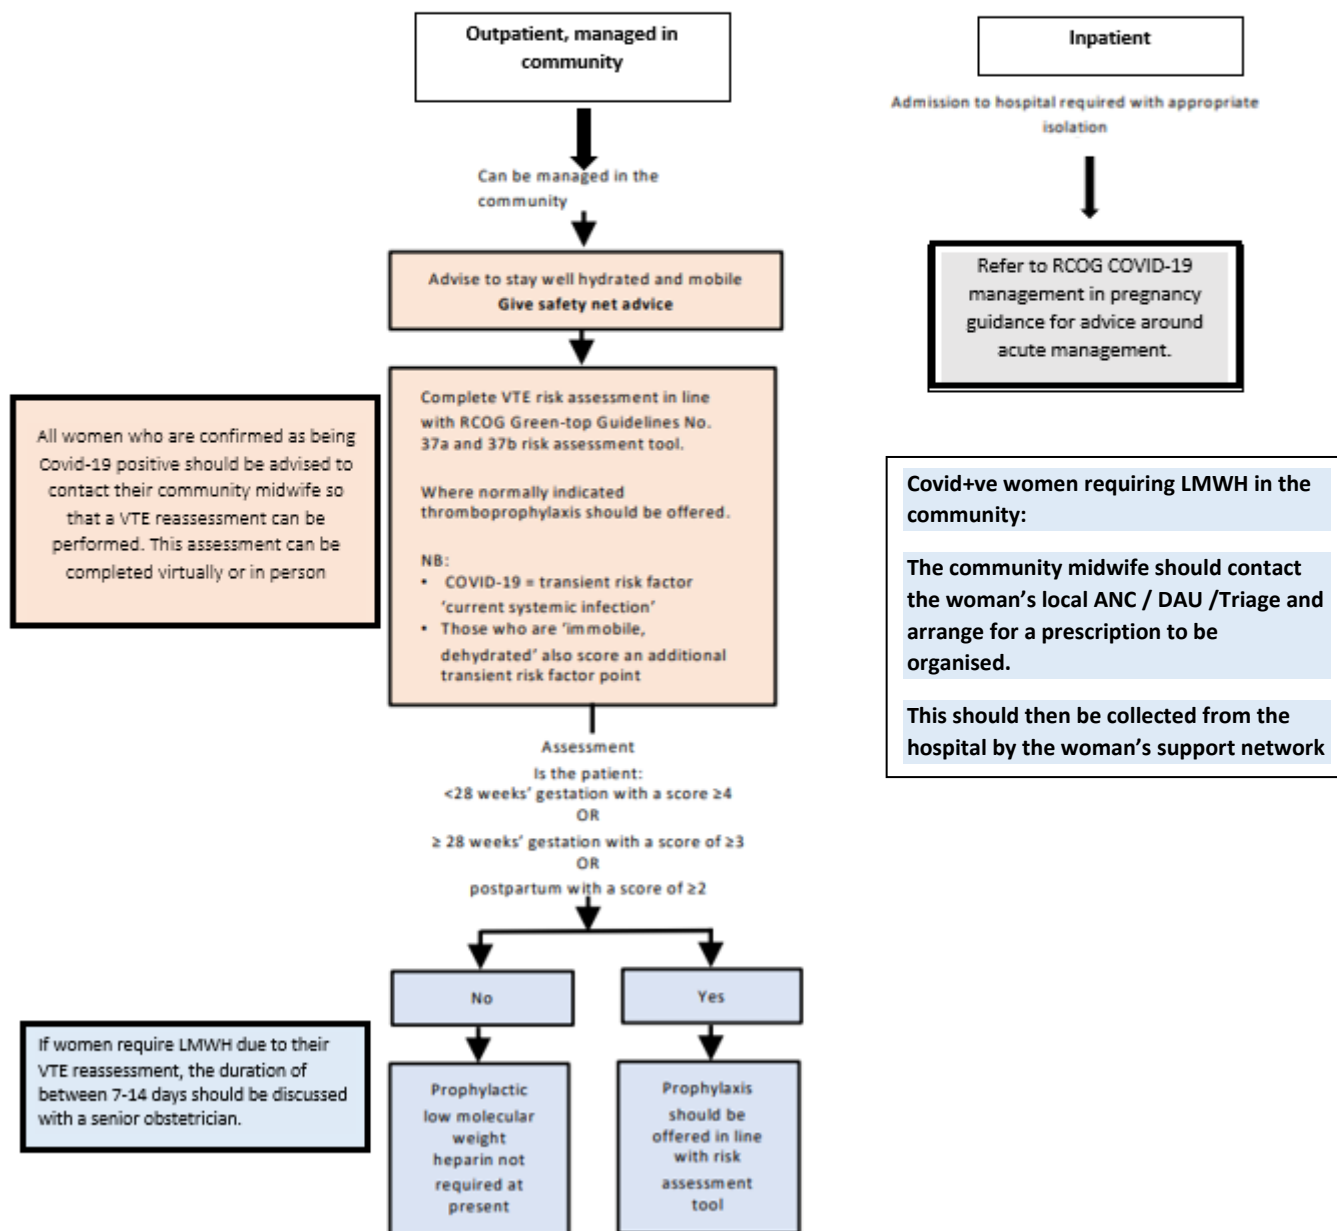 Outpatient, managed in
community
Can be managed in the
community
Advise to stay well hydrated and mobile
Give safety net advice
Complete VTE risk assessment in line
with RCOG Green-top Guidelines No.
37a and 37b risk assessment tool.
Where normally indicated
thromboprophylaxis should be offered.
NB:
• COVID-19 = transient risk factor
'current systemic infection'
• Those who are 'immobile,
dehydrated' also score an additional
transient risk factor point
All women who are confirmed as being
Covid-19 positive should be advised to
contact their community midwife so
that a VTE reassessment can be
performed. This assessment can be
completed virtually or in person
Assessment
Is the patient:
<28 weeks' gestation with a score ≥4
OR
≥ 28 weeks' gestation with a score of ≥3
OR
postpartum with a score of ≥2
No
Yes
Prophylactic
low molecular
weight
heparin not
required at
present
Prophylaxis
should be
offered in line
with risk
assessment
tool
If women require LMWH due to their
VTE reassessment, the duration of
between 7-14 days should be discussed
with a senior obstetrician.
Inpatient
Admission to hospital required with appropriate
isolation
Refer to RCOG COVID-19
management in pregnancy
guidance for advice around
acute management.
Covid+ve women requiring LMWH in the
community:
The community midwife should contact
the woman's local ANC / DAU /Triage and
arrange for a prescription to be
organised.
This should then be collected from the
hospital by the woman's support network